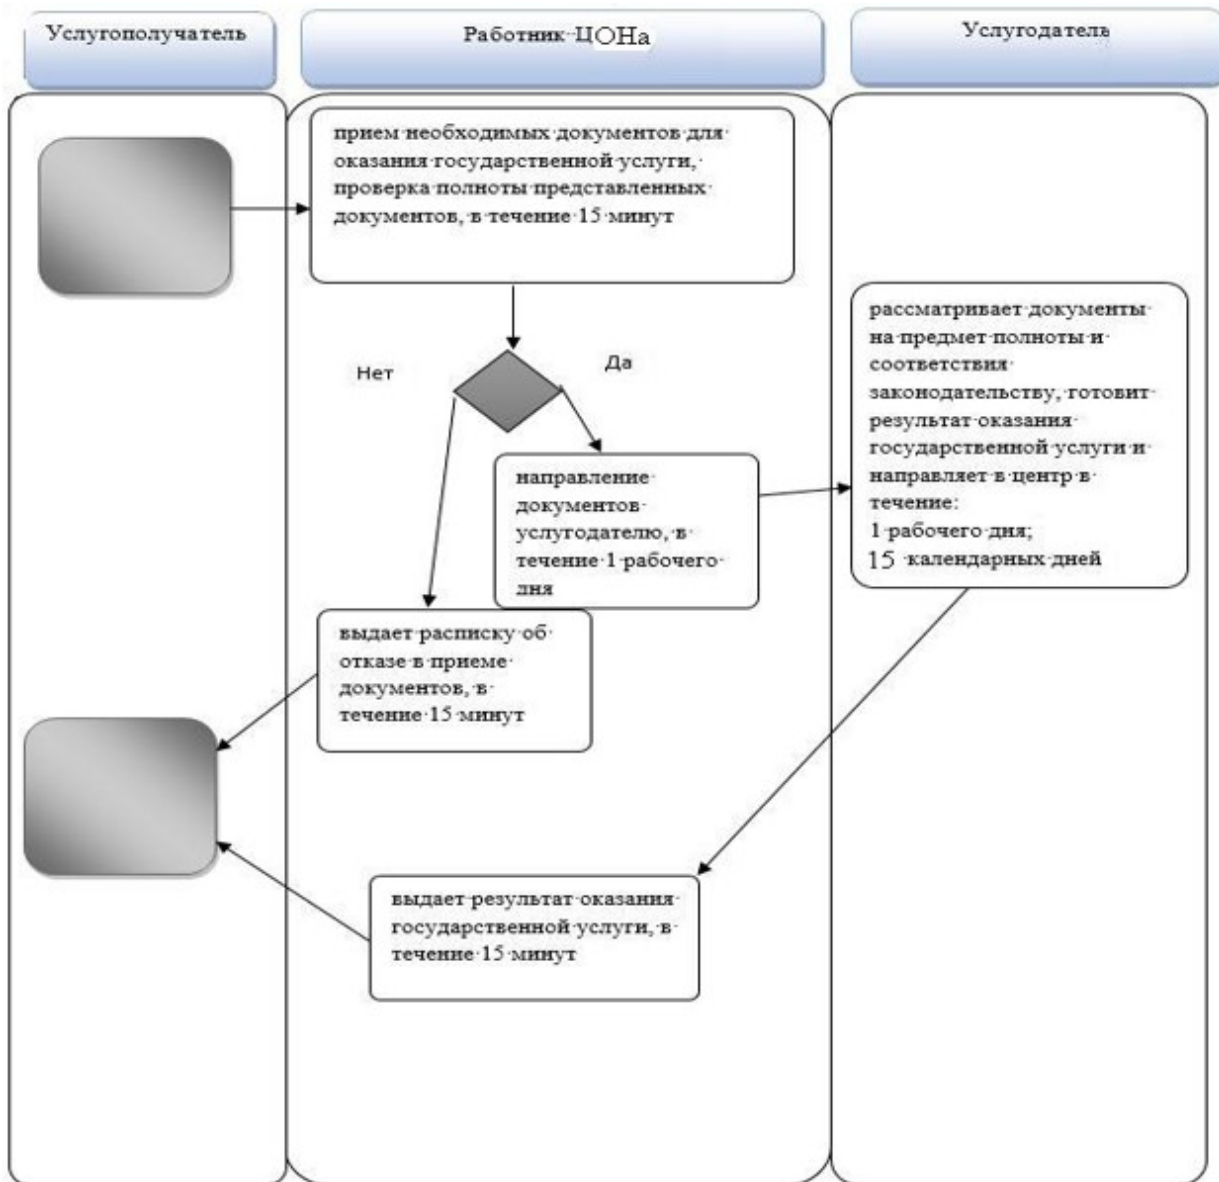 Услугополучатель
Работник ЦОНа
Услугодатель
прием необходимых документов для
оказания государственной услуги,
проверка полноты представленных
документов, в течение 15 минут
Нет
Да
направление
документов
услугодателю, в
течение 1 рабочего
дня
рассматривает документы
на предмет полноты и
соответствия
законодательству, готовит
результат оказания
государственной услуги и
направляет в центр в
течение:
1 рабочего дня;
15 календарных дней
выдает расписку об
отказе в приеме
документов, в
течение 15 минут
выдает результат оказания
государственной услуги, в
течение 15 минут